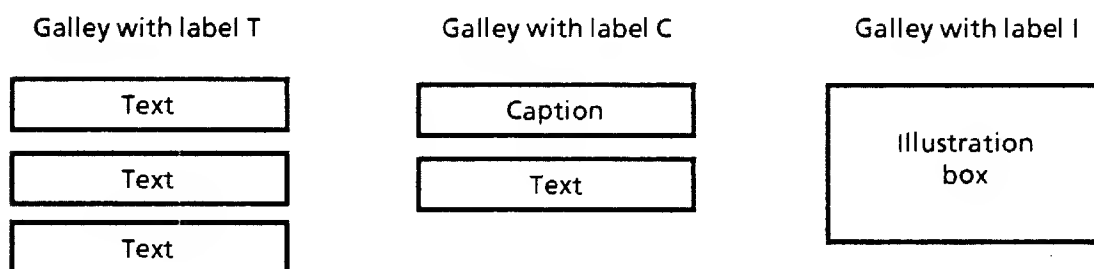 Galley with label T
Galley with label C
Galley with label I
Text
Text
Text
Caption
Text
Illustration
box